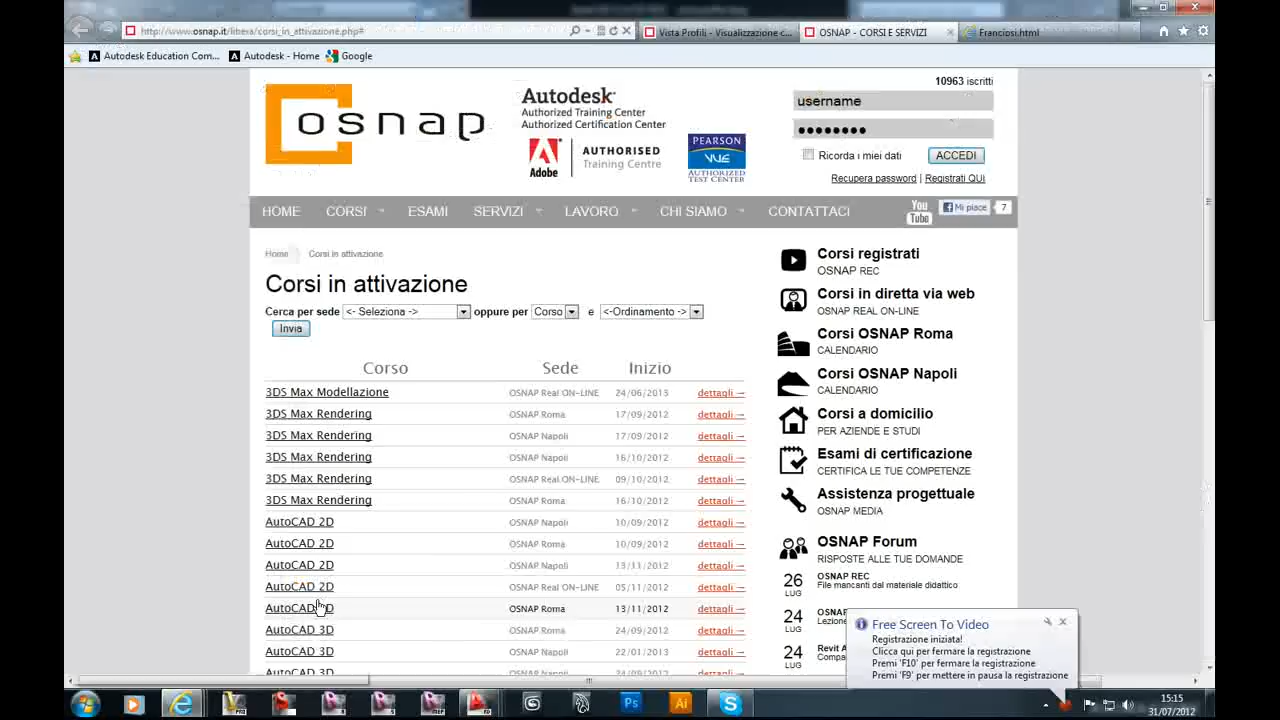 http://www.osnap.it/libera/corsi_in_attivazione.php#
Vista Profili - Visualizzazione c...
OSNAP - CORSI E SERVIZI
Franciosi.html
Autodesk Education Com...
Autodesk - Home
Google
osnap
Autodesk
Authorized Training Center
Authorized Certification Center
Adobe
AUTHORISED
Training Centre
PEARSON
VUE
AUTHORIZED
TEST CENTER
10963 iscritti
username
Ricorda i miei dati
ACCEDI
Recupera password | Registrati QUI
HOME CORSI ESAMI SERVIZI LAVORO CHI SIAMO CONTATTACI
You
Tube
Mi piace 7
Home Corsi in attivazione
Corsi in attivazione
Cerca per sede <- Seleziona -> oppure per Corso e <-Ordinamento ->
Invia
Corso Sede Inizio
3DS Max Modellazione OSNAP Real ON-LINE 24/06/2013 dettagli →
3DS Max Rendering OSNAP Roma 17/09/2012 dettagli →
3DS Max Rendering OSNAP Napoli 17/09/2012 dettagli →
3DS Max Rendering OSNAP Napoli 16/10/2012 dettagli →
3DS Max Rendering OSNAP Real ON-LINE 09/10/2012 dettagli →
3DS Max Rendering OSNAP Roma 16/10/2012 dettagli →
AutoCAD 2D OSNAP Napoli 10/09/2012 dettagli →
AutoCAD 2D OSNAP Roma 10/09/2012 dettagli →
AutoCAD 2D OSNAP Napoli 13/11/2012 dettagli →
AutoCAD 2D OSNAP Real ON-LINE 05/11/2012 dettagli →
AutoCAD 2D OSNAP Roma 13/11/2012 dettagli →
AutoCAD 3D OSNAP Roma 24/09/2013 dettagli →
AutoCAD 3D OSNAP Napoli 22/01/2013 dettagli →
AutoCAD 3D
Corsi registrati
OSNAP REC
Corsi in diretta via web
OSNAP REAL ON-LINE
Corsi OSNAP Roma
CALENDARIO
Corsi OSNAP Napoli
CALENDARIO
Corsi a domicilio
PER AZIENDE E STUDI
Esami di certificazione
CERTIFICA LE TUE COMPETENZE
Assistenza progettuale
OSNAP MEDIA
OSNAP Forum
RISPOSTE ALLE TUE DOMANDE
26 LUG
OSNAP REC
File mancanti dal materiale didattico
24 LUG
24 LUG
Free Screen To Video
Registrazione iniziata!
Clicca qui per fermare la registrazione
Premi 'F10' per fermare la registrazione
Premi 'F9' per mettere in pausa la registrazione
Ps
Ai
15:15
31/07/2012